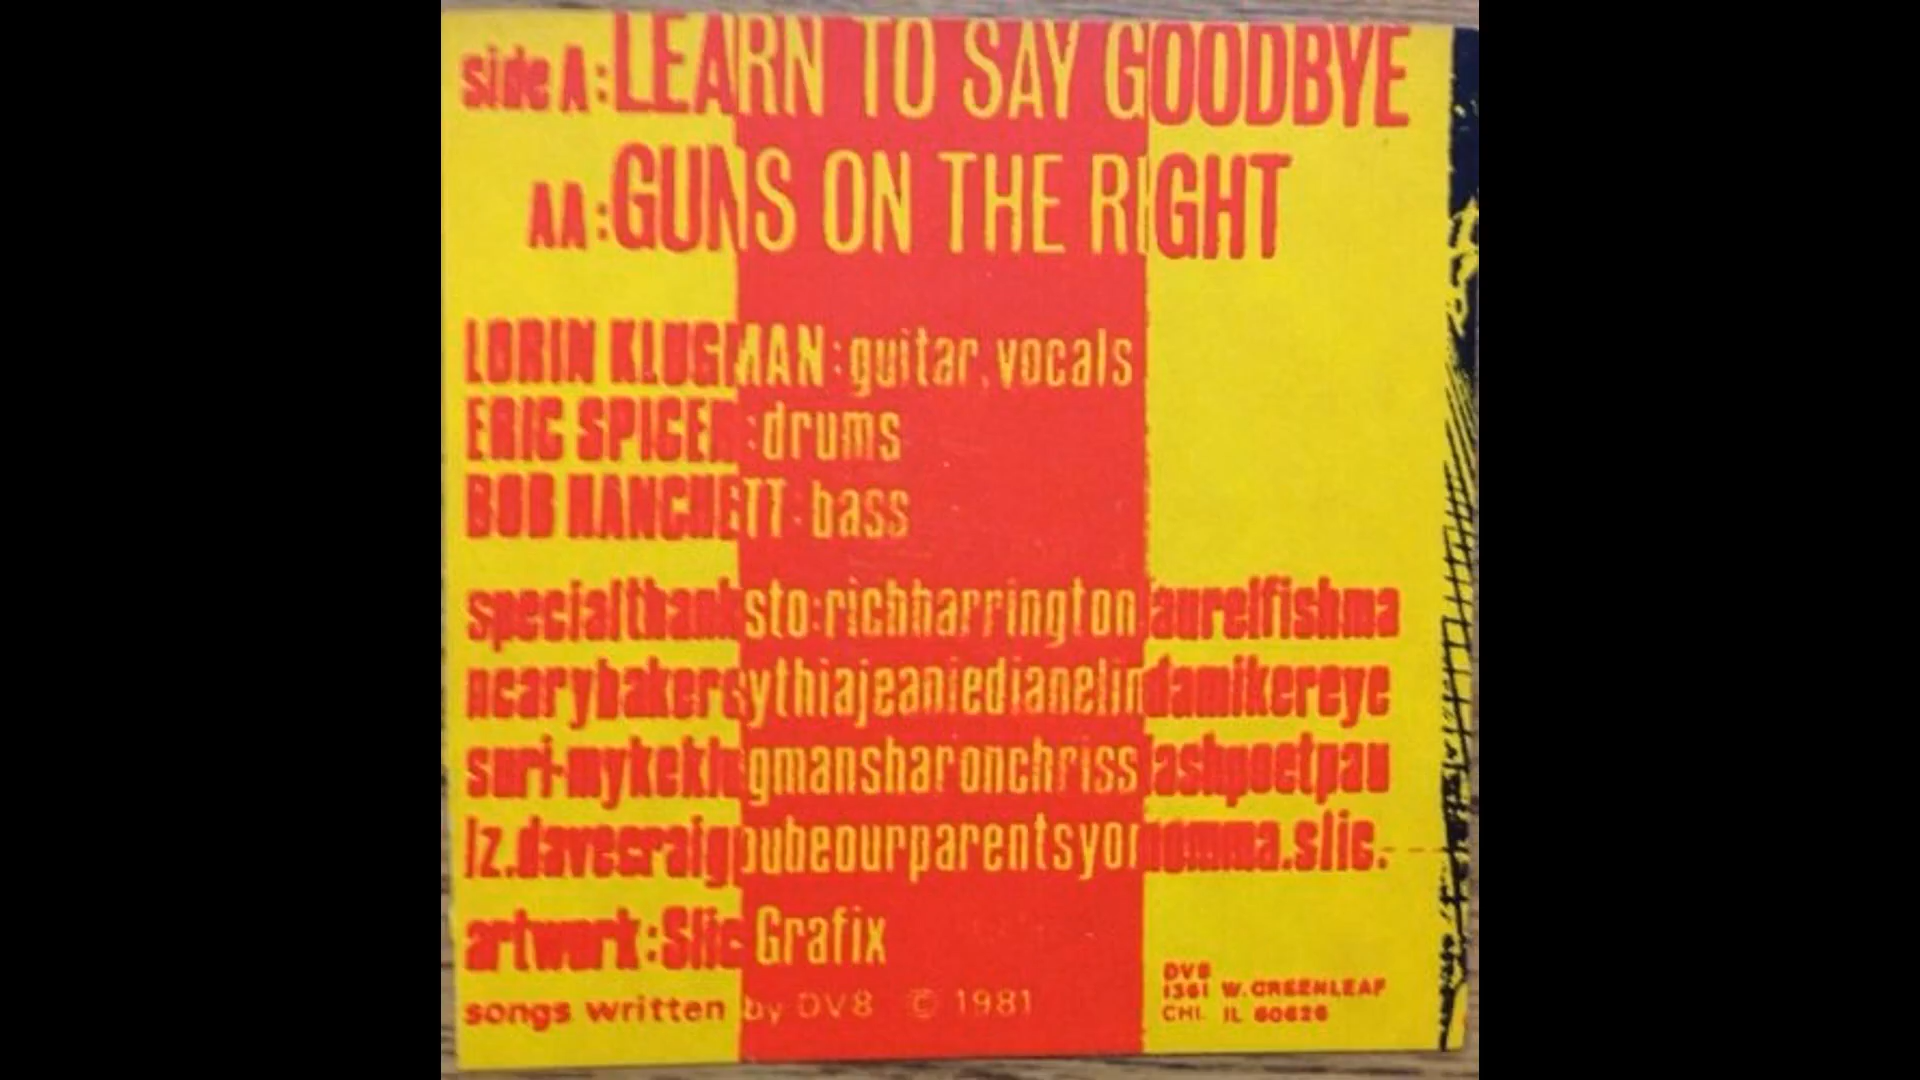 side A: LEARN TO SAY GOODBYE
AA: GUNS ON THE RIGHT
LORIN KLUGMAN: guitar, vocals
ERIC SPICER: drums
BOB HANCHETT: bass
specialthanksto:richharringtonlaurelfishma
ncarybakercythiajeaniedianelindamikereye
suri-mykeklugmansharonchrisslashpoetpau
lz.davecraigpubeourparentsyonomma.slic.
artwork: Slic Grafix
songs written by DV8 © 1981
DV8
1361 W. GREENLEAF
CHI. IL 60626